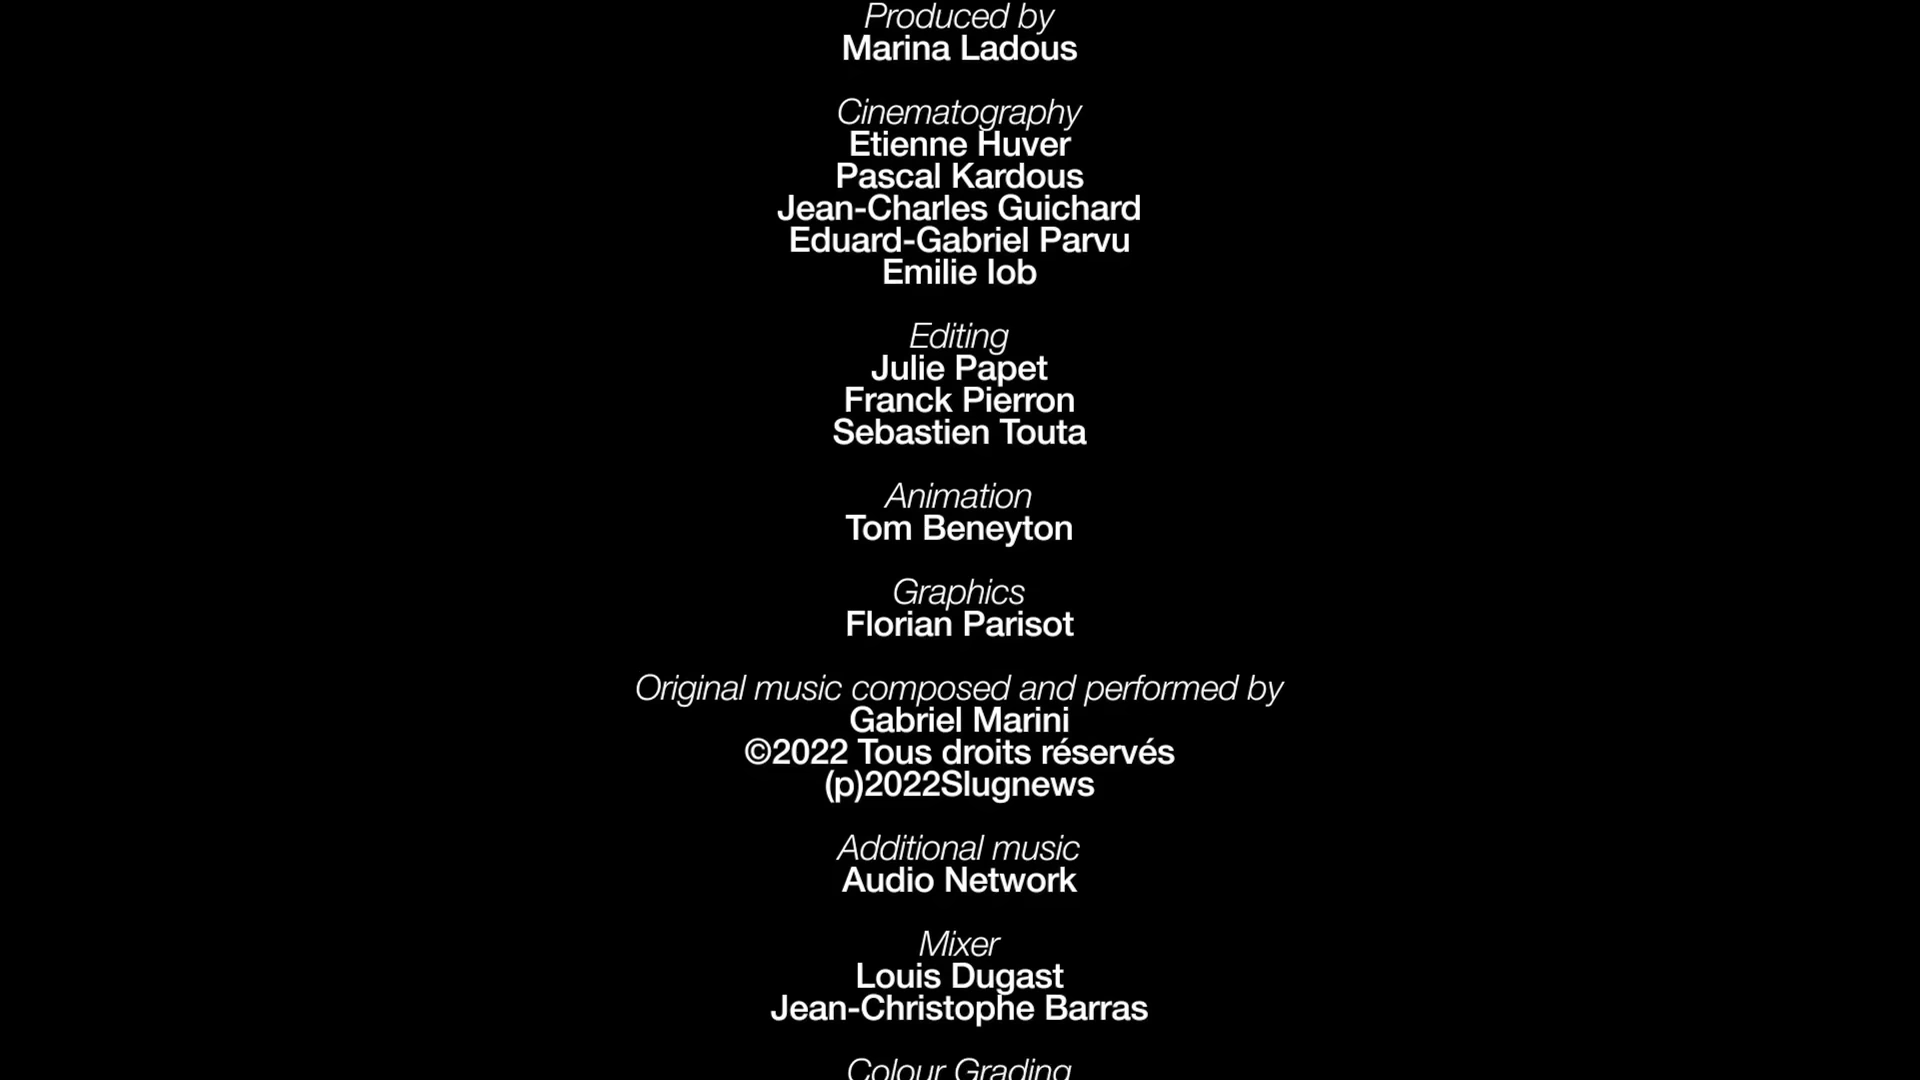 Produced by
Marina Ladous
Cinematography
Etienne Huver
Pascal Kardous
Jean-Charles Guichard
Eduard-Gabriel Parvu
Emilie Iob
Editing
Julie Papet
Franck Pierron
Sebastien Touta
Animation
Tom Beneyton
Graphics
Florian Parisot
Original music composed and performed by
Gabriel Marini
©2022 Tous droits réservés
(p)2022Slugnews
Additional music
Audio Network
Mixer
Louis Dugast
Jean-Christophe Barras
Colour Grading